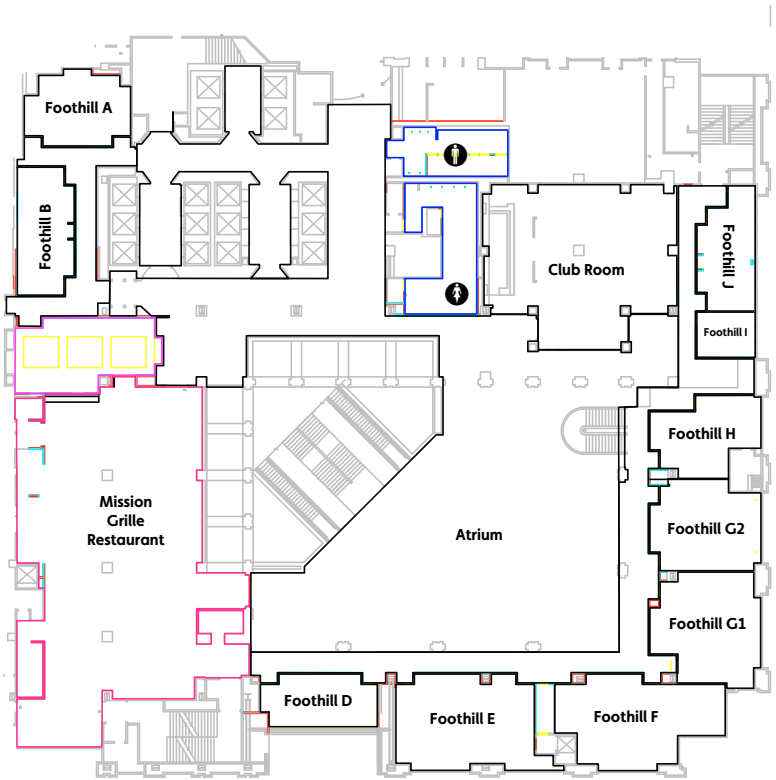 Foothill A
Foothill B
Club Room
Foothill J
Foothill I
Foothill H
Mission
Grille
Restaurant
Atrium
Foothill G2
Foothill G1
Foothill D
Foothill E
Foothill F